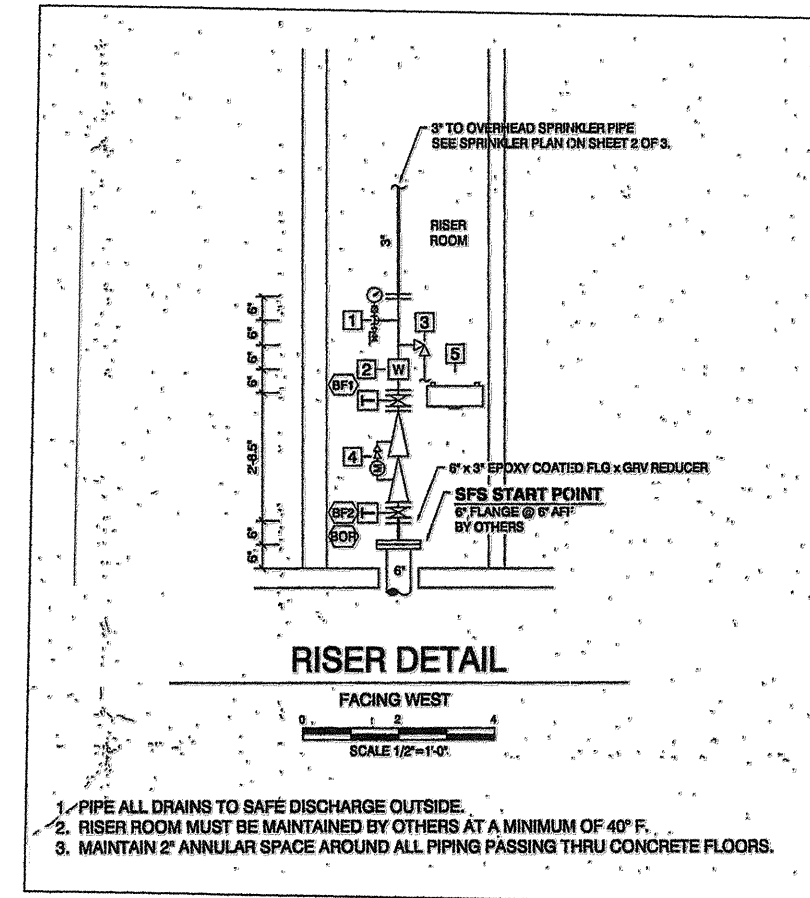 3" TO OVERHEAD SPRINKLER PIPE
SEE SPRINKLER PLAN ON SHEET 2 OF 3.
3"
RISER
ROOM
6"
1
3
6"
6"
2
W
5
6"
BF1
T
2'-8.5"
4
M
6" x 3" EPOXY COATED FLG x GRV REDUCER
SFS START POINT
6" FLANGE @ 6" AFF
BY OTHERS
BF2
T
6"
BOR
6"
6"
RISER DETAIL
FACING WEST
0 1 2 4
SCALE 1/2"=1'-0"
1. PIPE ALL DRAINS TO SAFE DISCHARGE OUTSIDE.
2. RISER ROOM MUST BE MAINTAINED BY OTHERS AT A MINIMUM OF 40° F.
3. MAINTAIN 2" ANNULAR SPACE AROUND ALL PIPING PASSING THRU CONCRETE FLOORS.